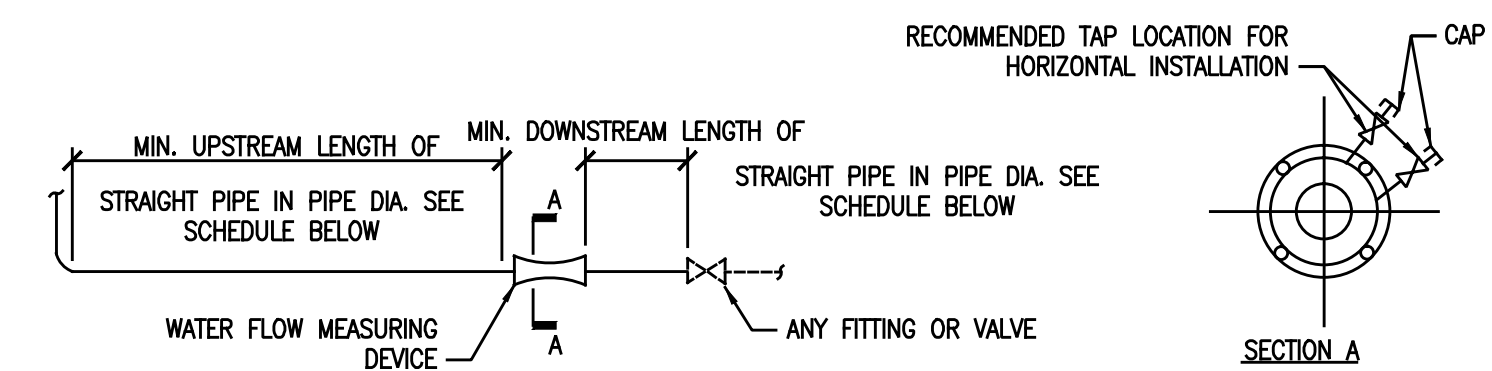 MIN. UPSTREAM LENGTH OF
STRAIGHT PIPE IN PIPE DIA. SEE
SCHEDULE BELOW
MIN. DOWNSTREAM LENGTH OF
STRAIGHT PIPE IN PIPE DIA. SEE
SCHEDULE BELOW
A
A
WATER FLOW MEASURING
DEVICE
ANY FITTING OR VALVE
RECOMMENDED TAP LOCATION FOR
HORIZONTAL INSTALLATION
CAP
SECTION A